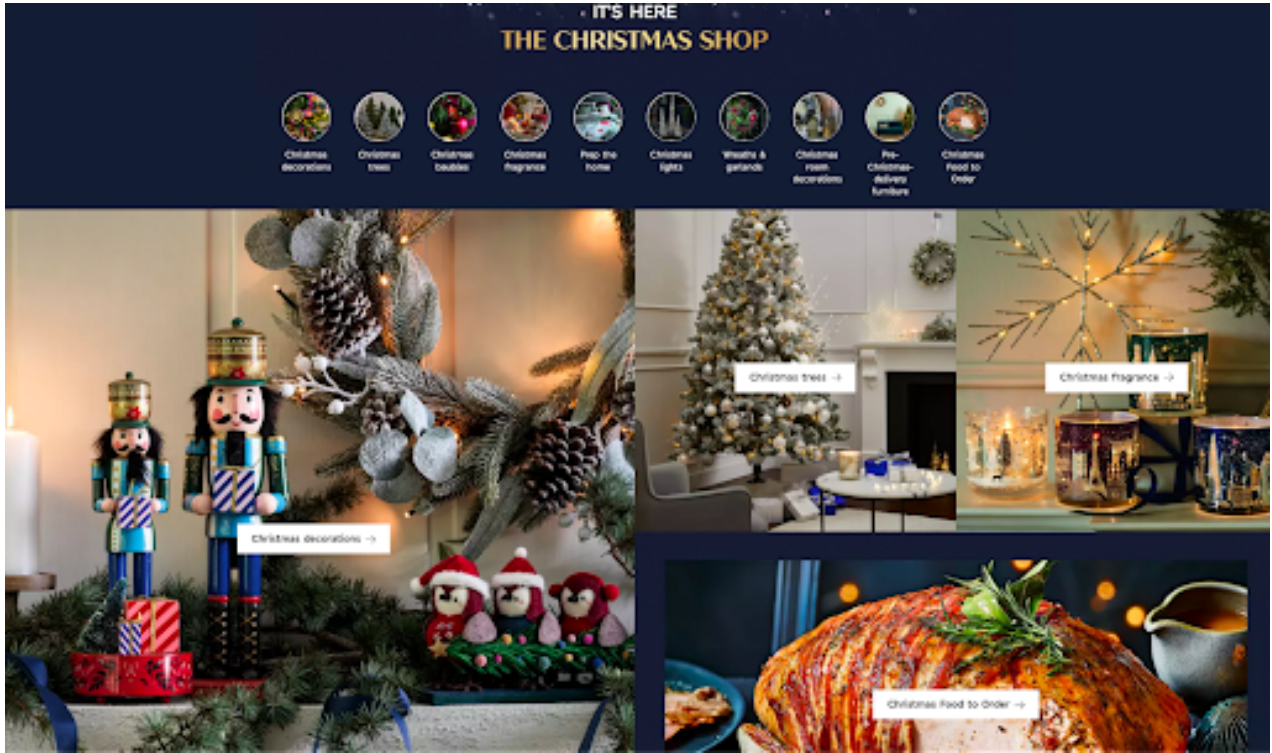 IT'S HERE
THE CHRISTMAS SHOP
Christmas
decorations
Christmas
trees
Christmas
baubles
Christmas
fragrance
Prep the
home
Christmas
lights
Wreaths &
garlands
Christmas
room
decorations
Pre-
Christmas-
delivery
furniture
Christmas
Food to
Order
Christmas trees →
Christmas fragrance →
Christmas decorations →
Christmas Food to Order →